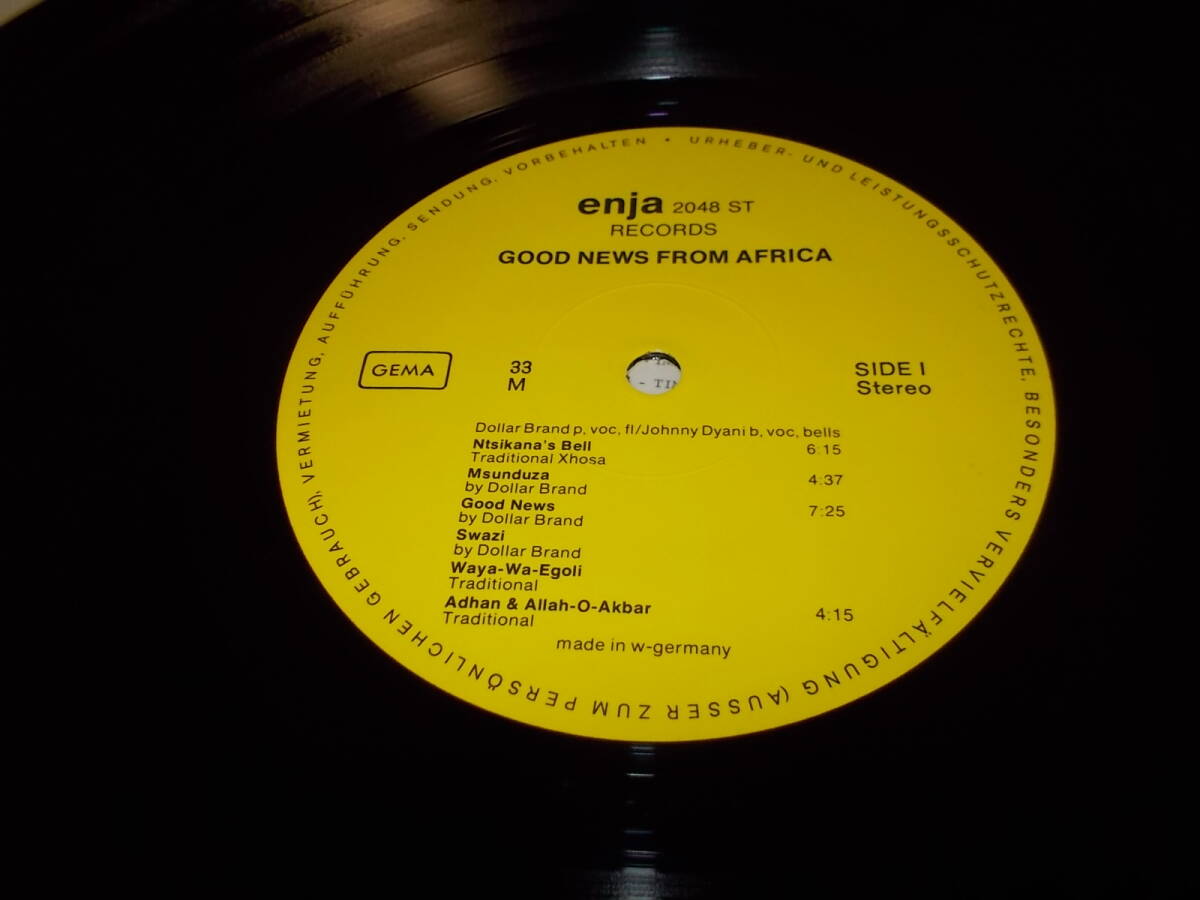 URHEBER- UND LEISTUNGSSCHUTZRECHTE, BESONDERS VERVIELFÄLTIGUNG (AUSSER ZUM PERSÖNLICHEN GEBRAUCH), VERMIETUNG, AUFFÜHRUNG, SENDUNG, VORBEHALTEN •
enja 2048 ST
RECORDS
GOOD NEWS FROM AFRICA
GEMA
33
M
SIDE I
Stereo
Dollar Brand p, voc, fl/Johnny Dyani b, voc, bells
Ntsikana's Bell 6:15
Traditional Xhosa
Msunduza 4:37
by Dollar Brand
Good News 7:25
by Dollar Brand
Swazi
by Dollar Brand
Waya-Wa-Egoli
Traditional
Adhan & Allah-O-Akbar 4:15
Traditional
made in w-germany